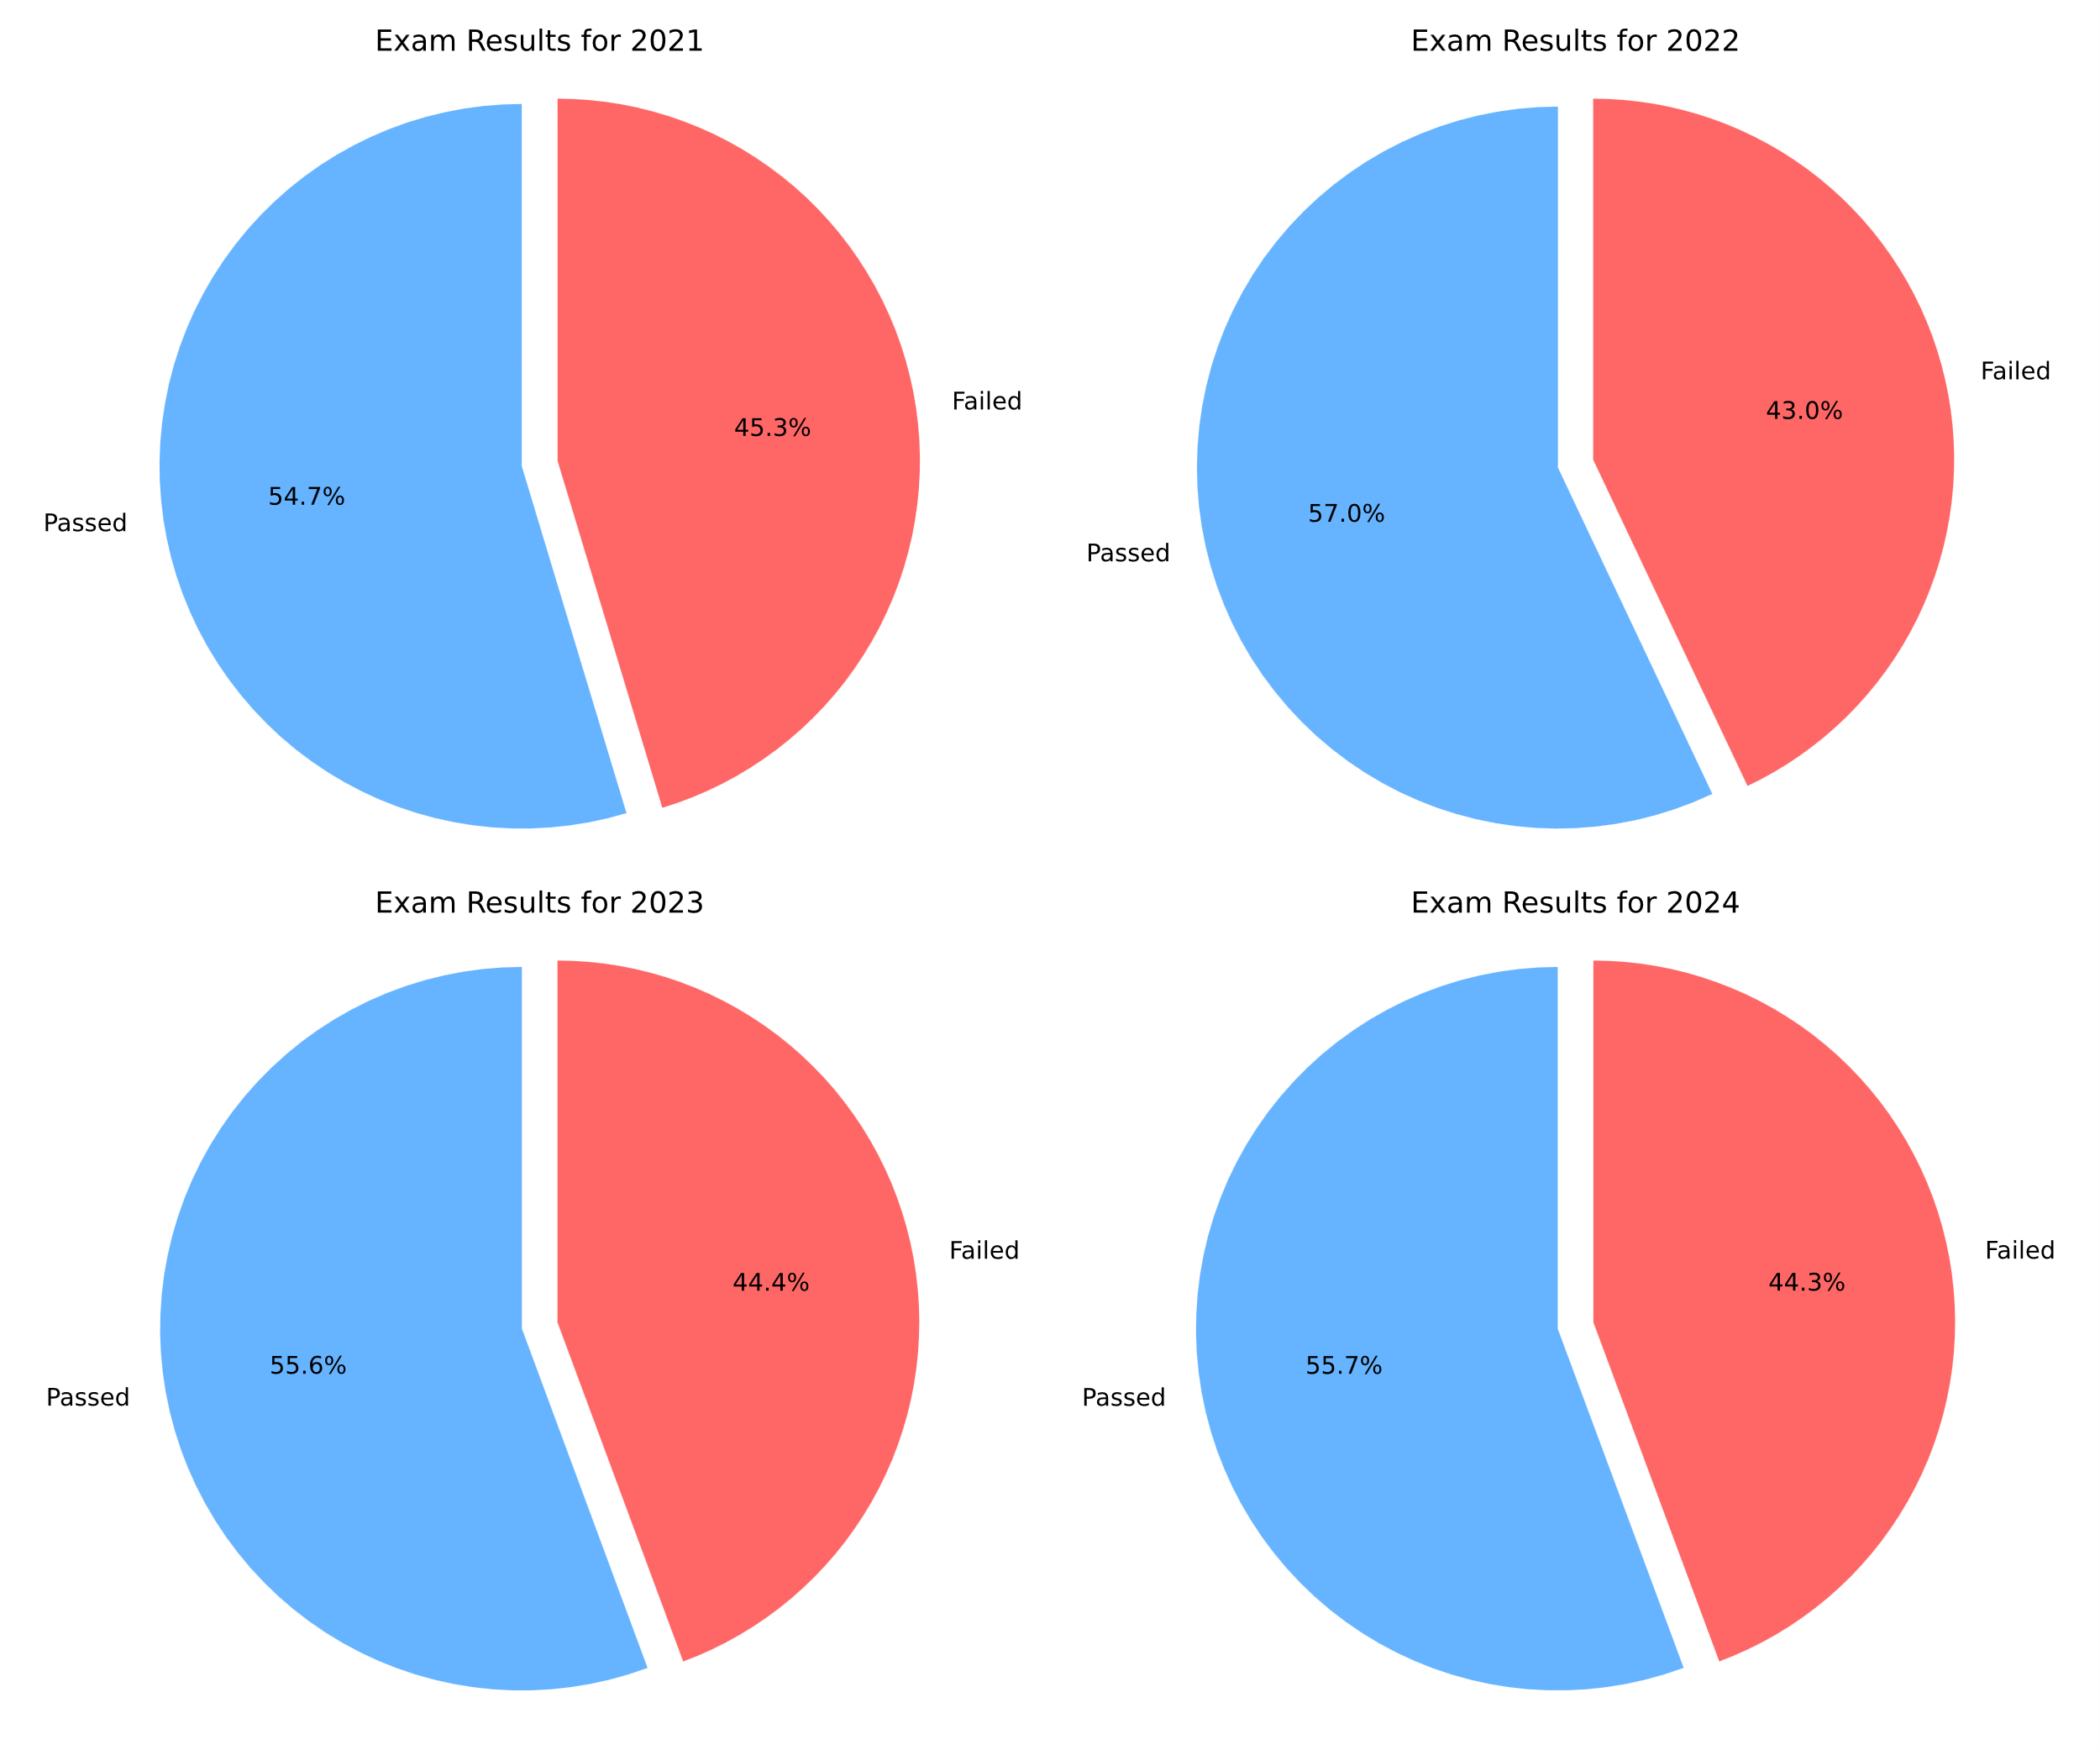 Exam Results for 2021
Failed
45.3%
54.7%
Passed
Exam Results for 2022
Failed
43.0%
57.0%
Passed
Exam Results for 2023
Failed
44.4%
55.6%
Passed
Exam Results for 2024
Failed
44.3%
55.7%
Passed